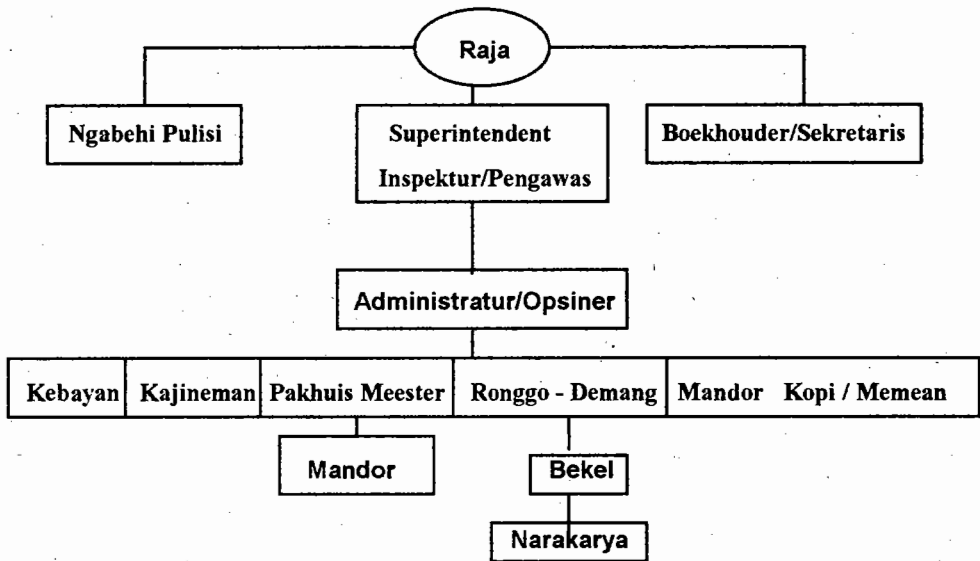 Raja
Ngabehi Pulisi
Superintendent
Inspektur/Pengawas
Boekhouder/Sekretaris
Administratur/Opsiner
Kebayan
Kajineman
Pakhuis Meester
Ronggo - Demang
Mandor Kopi / Memean
Mandor
Bekel
Narakarya